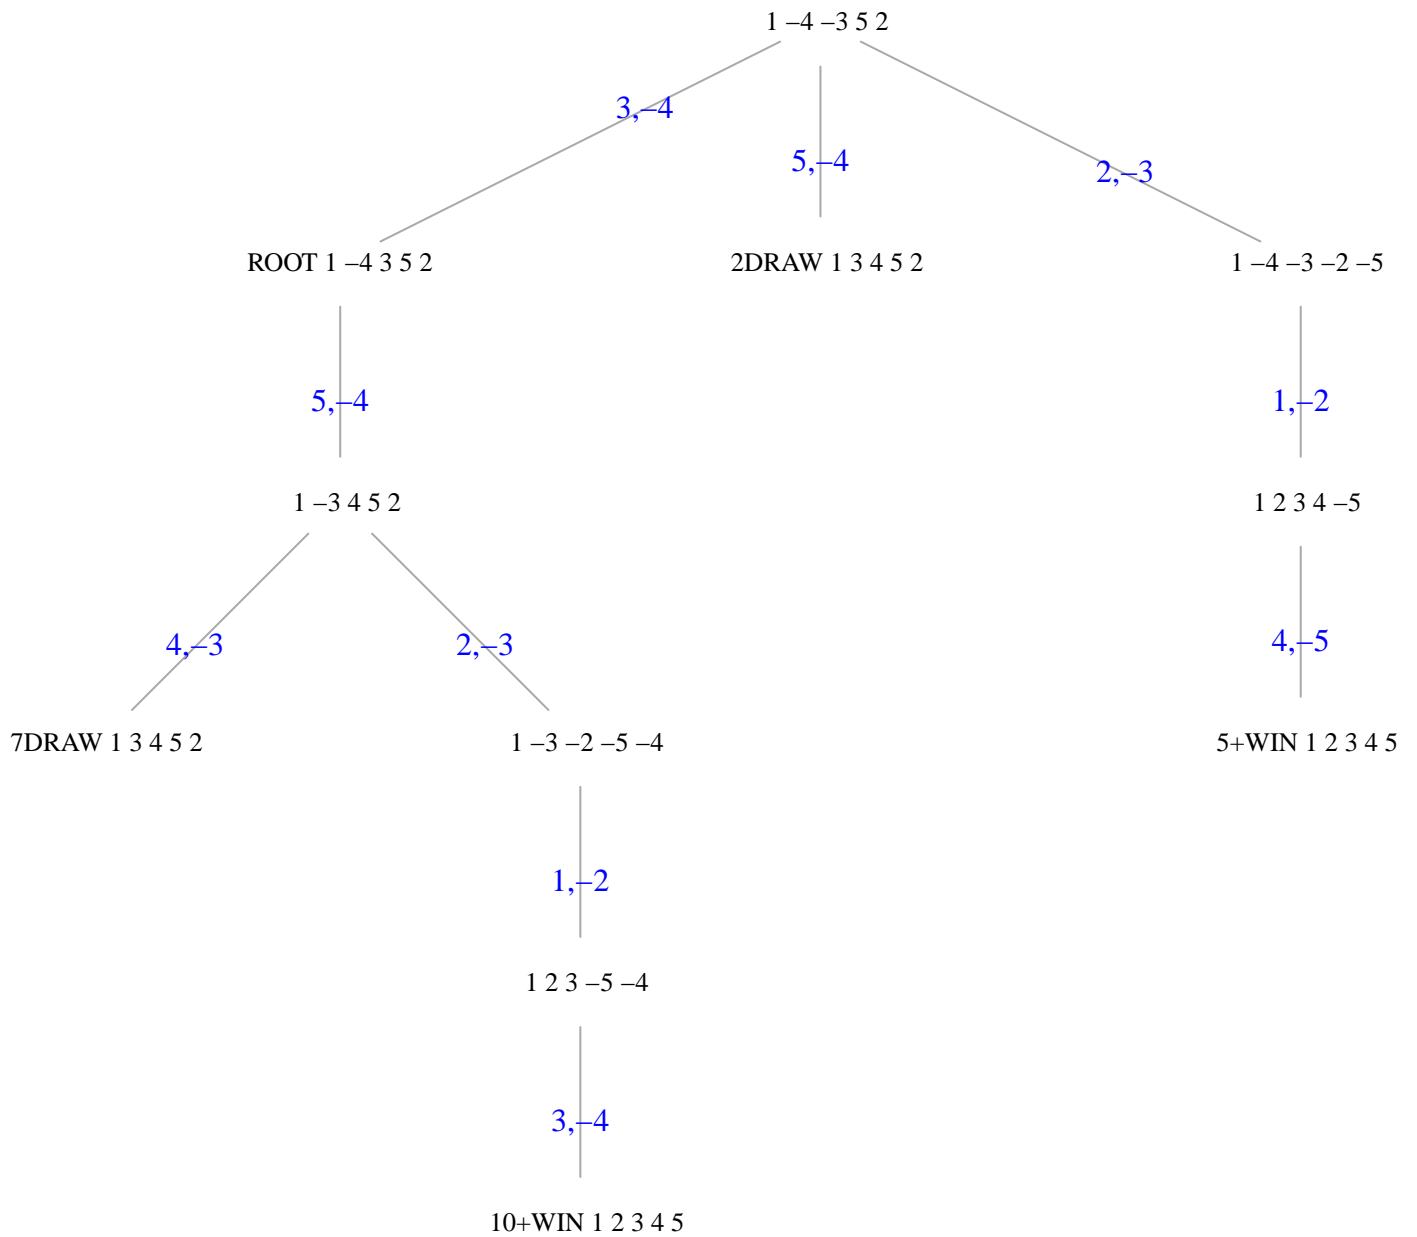 1 –4 –3 5 2
3,–4
5,–4
2,–3
ROOT 1 –4 3 5 2
2DRAW 1 3 4 5 2
1 –4 –3 –2 –5
5,–4
1,–2
1 –3 4 5 2
1 2 3 4 –5
4,–3
2,–3
4,–5
7DRAW 1 3 4 5 2
1 –3 –2 –5 –4
5+WIN 1 2 3 4 5
1,–2
1 2 3 –5 –4
3,–4
10+WIN 1 2 3 4 5